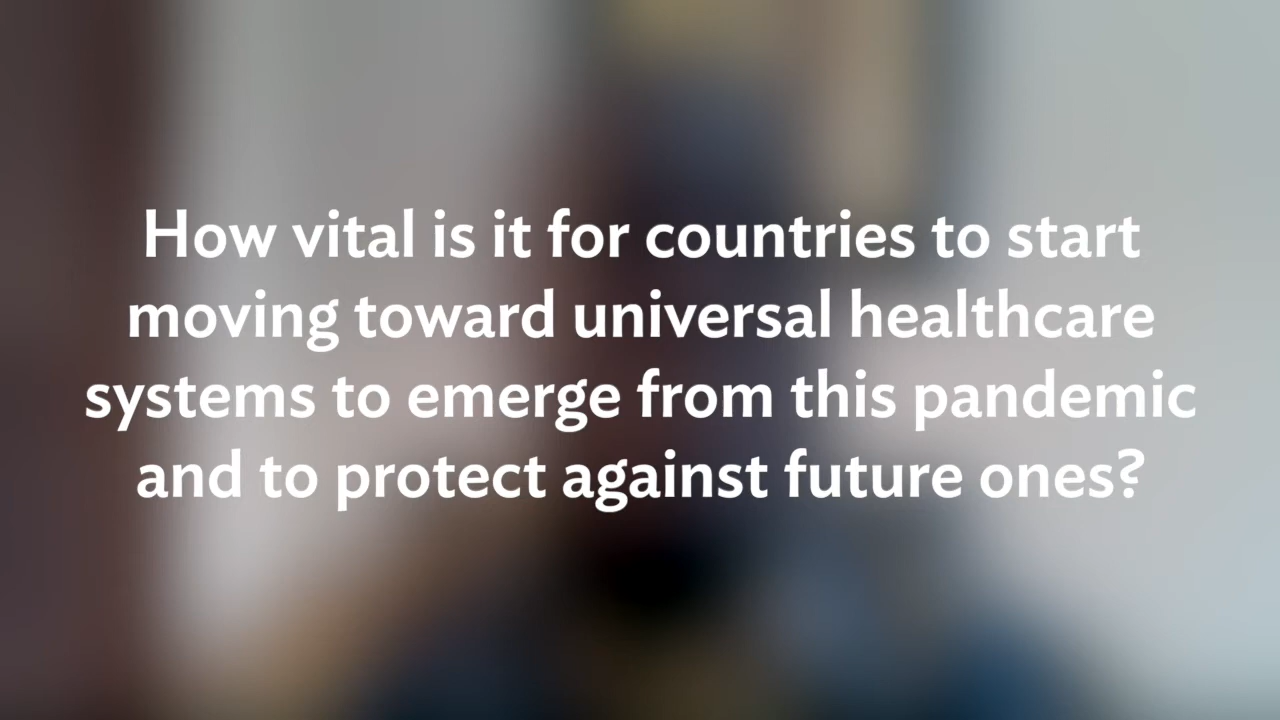 How vital is it for countries to start
moving toward universal healthcare
systems to emerge from this pandemic
and to protect against future ones?